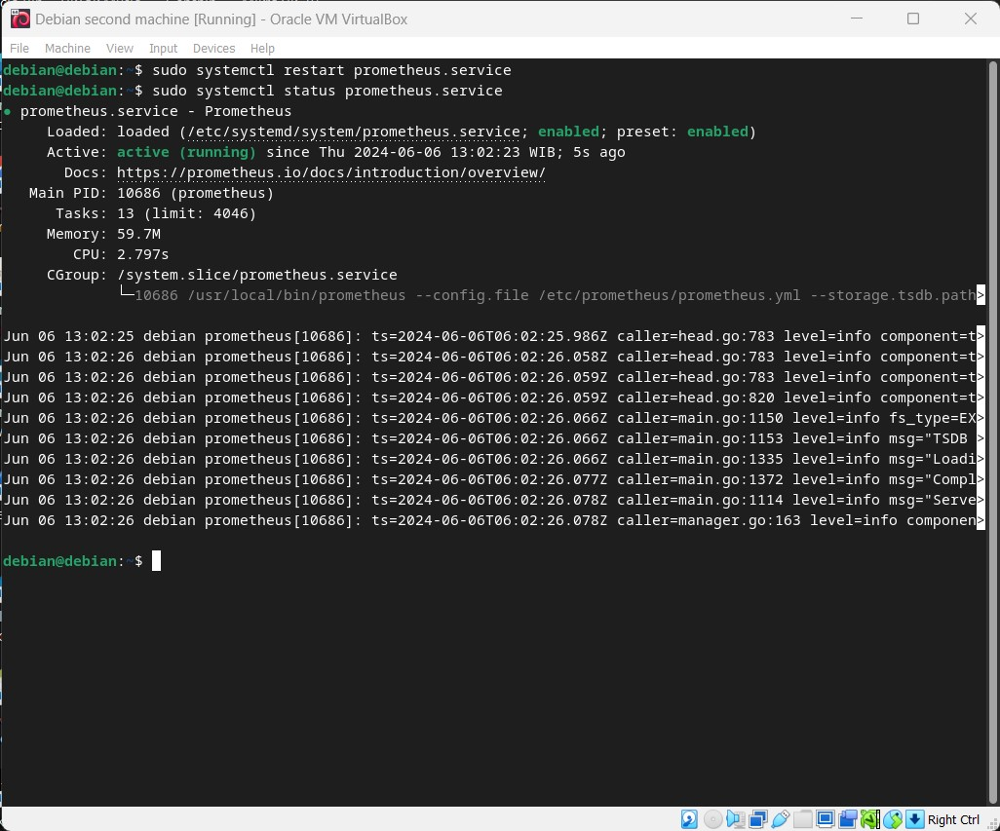 Debian second machine [Running] - Oracle VM VirtualBox
File Machine View Input Devices Help
debian@debian:~$ sudo systemctl restart prometheus.service
debian@debian:~$ sudo systemctl status prometheus.service
● prometheus.service - Prometheus
Loaded: loaded (/etc/systemd/system/prometheus.service; enabled; preset: enabled)
Active: active (running) since Thu 2024-06-06 13:02:23 WIB; 5s ago
Docs: https://prometheus.io/docs/introduction/overview/
Main PID: 10686 (prometheus)
Tasks: 13 (limit: 4046)
Memory: 59.7M
CPU: 2.797s
CGroup: /system.slice/prometheus.service
└─10686 /usr/local/bin/prometheus --config.file /etc/prometheus/prometheus.yml --storage.tsdb.path>
Jun 06 13:02:25 debian prometheus[10686]: ts=2024-06-06T06:02:25.986Z caller=head.go:783 level=info component=t>
Jun 06 13:02:26 debian prometheus[10686]: ts=2024-06-06T06:02:26.058Z caller=head.go:783 level=info component=t>
Jun 06 13:02:26 debian prometheus[10686]: ts=2024-06-06T06:02:26.059Z caller=head.go:783 level=info component=t>
Jun 06 13:02:26 debian prometheus[10686]: ts=2024-06-06T06:02:26.059Z caller=head.go:820 level=info component=t>
Jun 06 13:02:26 debian prometheus[10686]: ts=2024-06-06T06:02:26.066Z caller=main.go:1150 level=info fs_type=EX>
Jun 06 13:02:26 debian prometheus[10686]: ts=2024-06-06T06:02:26.066Z caller=main.go:1153 level=info msg="TSDB >
Jun 06 13:02:26 debian prometheus[10686]: ts=2024-06-06T06:02:26.066Z caller=main.go:1335 level=info msg="Loadi>
Jun 06 13:02:26 debian prometheus[10686]: ts=2024-06-06T06:02:26.077Z caller=main.go:1372 level=info msg="Compl>
Jun 06 13:02:26 debian prometheus[10686]: ts=2024-06-06T06:02:26.078Z caller=main.go:1114 level=info msg="Serve>
Jun 06 13:02:26 debian prometheus[10686]: ts=2024-06-06T06:02:26.078Z caller=manager.go:163 level=info componen>
debian@debian:~$
Right Ctrl